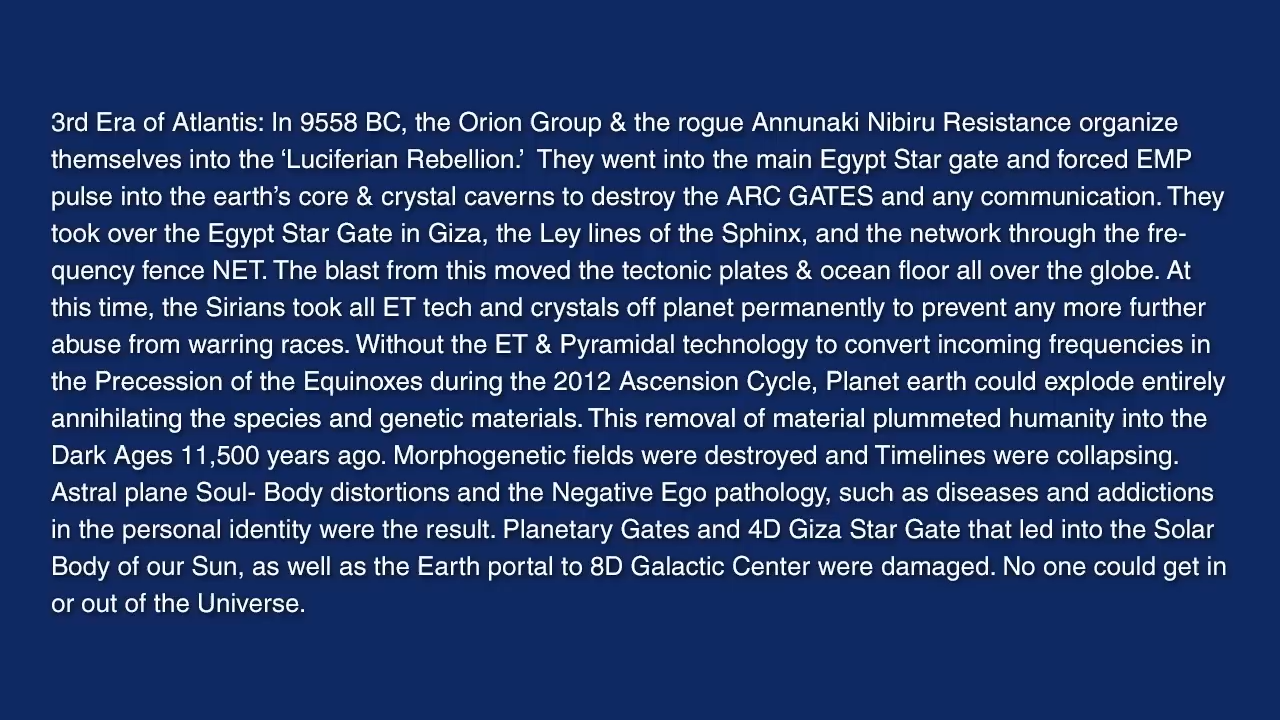 3rd Era of Atlantis: In 9558 BC, the Orion Group & the rogue Annunaki Nibiru Resistance organize
themselves into the ‘Luciferian Rebellion.’  They went into the main Egypt Star gate and forced EMP
pulse into the earth’s core & crystal caverns to destroy the ARC GATES and any communication. They
took over the Egypt Star Gate in Giza, the Ley lines of the Sphinx, and the network through the fre-
quency fence NET. The blast from this moved the tectonic plates & ocean floor all over the globe. At
this time, the Sirians took all ET tech and crystals off planet permanently to prevent any more further
abuse from warring races. Without the ET & Pyramidal technology to convert incoming frequencies in
the Precession of the Equinoxes during the 2012 Ascension Cycle, Planet earth could explode entirely
annihilating the species and genetic materials. This removal of material plummeted humanity into the
Dark Ages 11,500 years ago. Morphogenetic fields were destroyed and Timelines were collapsing.
Astral plane Soul- Body distortions and the Negative Ego pathology, such as diseases and addictions
in the personal identity were the result. Planetary Gates and 4D Giza Star Gate that led into the Solar
Body of our Sun, as well as the Earth portal to 8D Galactic Center were damaged. No one could get in
or out of the Universe.